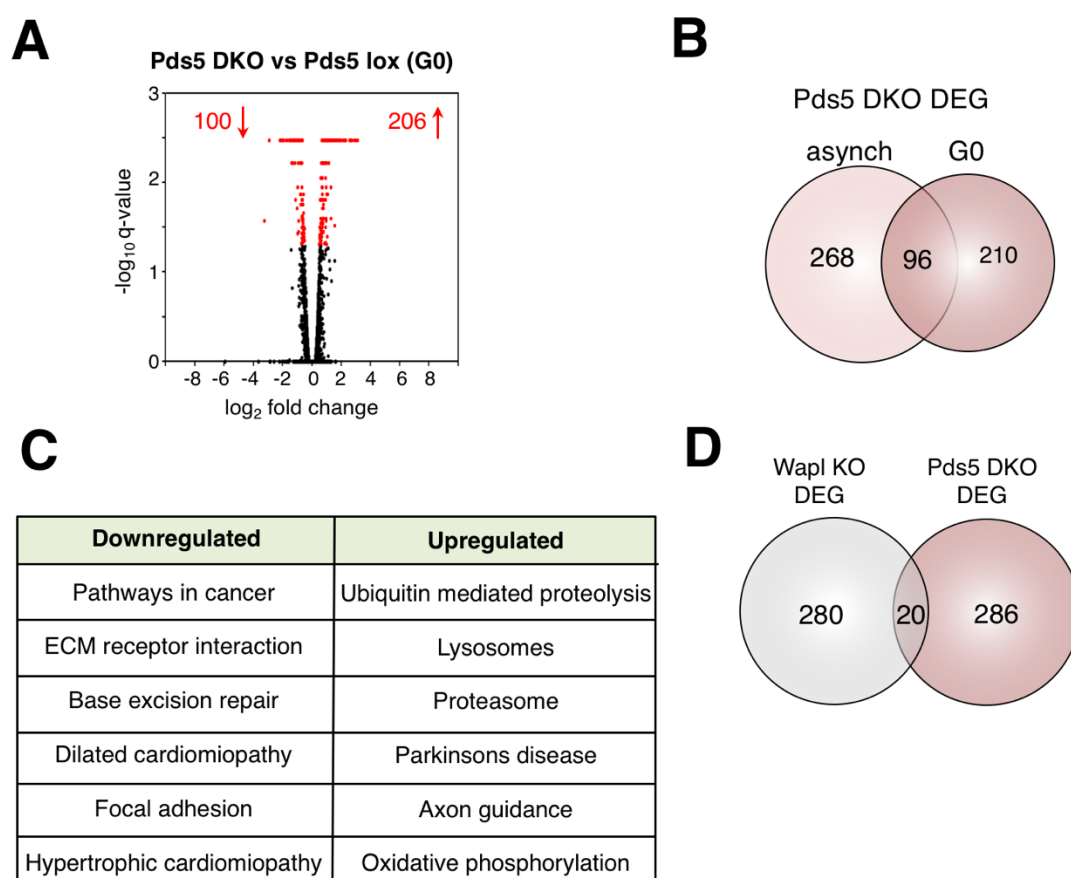 A
Pds5 DKO vs Pds5 lox (G0)
3
2
1
0
-log10 q-value
100 ↓
206 ↑
-8 -6 -4 -2 0 2 4 6 8
log2 fold change
B
Pds5 DKO DEG
asynch G0
268 96 210
C
Downregulated Upregulated
Pathways in cancer Ubiquitin mediated proteolysis
ECM receptor interaction Lysosomes
Base excision repair Proteasome
Dilated cardiomiopathy Parkinsons disease
Focal adhesion Axon guidance
Hypertrophic cardiomiopathy Oxidative phosphorylation
D
Wapl KO Pds5 DKO
DEG DEG
280 20 286